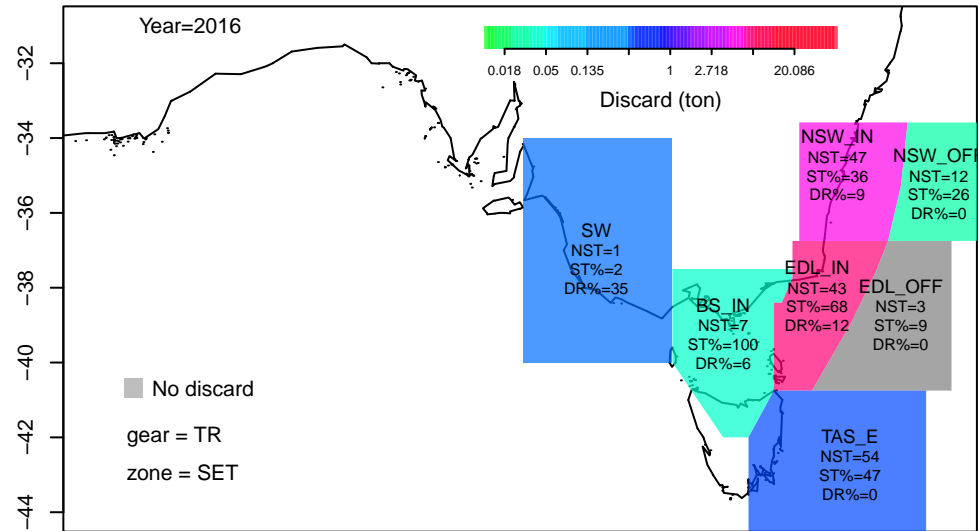 Year=2016
0.018 0.05 0.135 1 2.718 20.086
Discard (ton)
−32
−34
−36
−38
−40
−42
−44
NSW_IN
NST=47
ST%=36
DR%=9
NSW_OFF
NST=12
ST%=26
DR%=0
SW
NST=1
ST%=2
DR%=35
EDL_IN
NST=43
ST%=68
DR%=12
EDL_OFF
NST=3
ST%=9
DR%=0
BS_IN
NST=7
ST%=100
DR%=6
No discard
gear = TR
zone = SET
TAS_E
NST=54
ST%=47
DR%=0